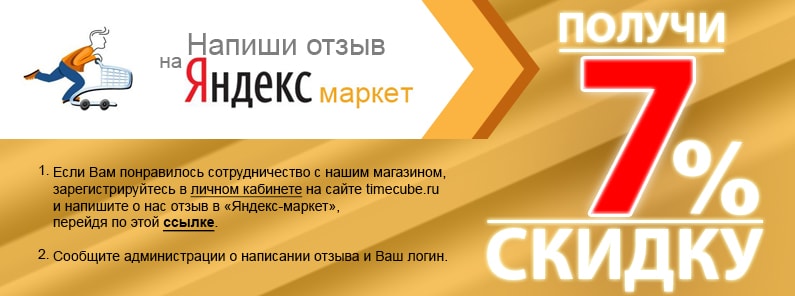 Напиши отзыв
на Яндекс маркет
ПОЛУЧИ
7%
СКИДКУ
1. Если Вам понравилось сотрудничество с нашим магазином,
зарегистрируйтесь в личном кабинете на сайте timecube.ru
и напишите о нас отзыв в «Яндекс-маркет»,
перейдя по этой ссылке.
2. Сообщите администрации о написании отзыва и Ваш логин.